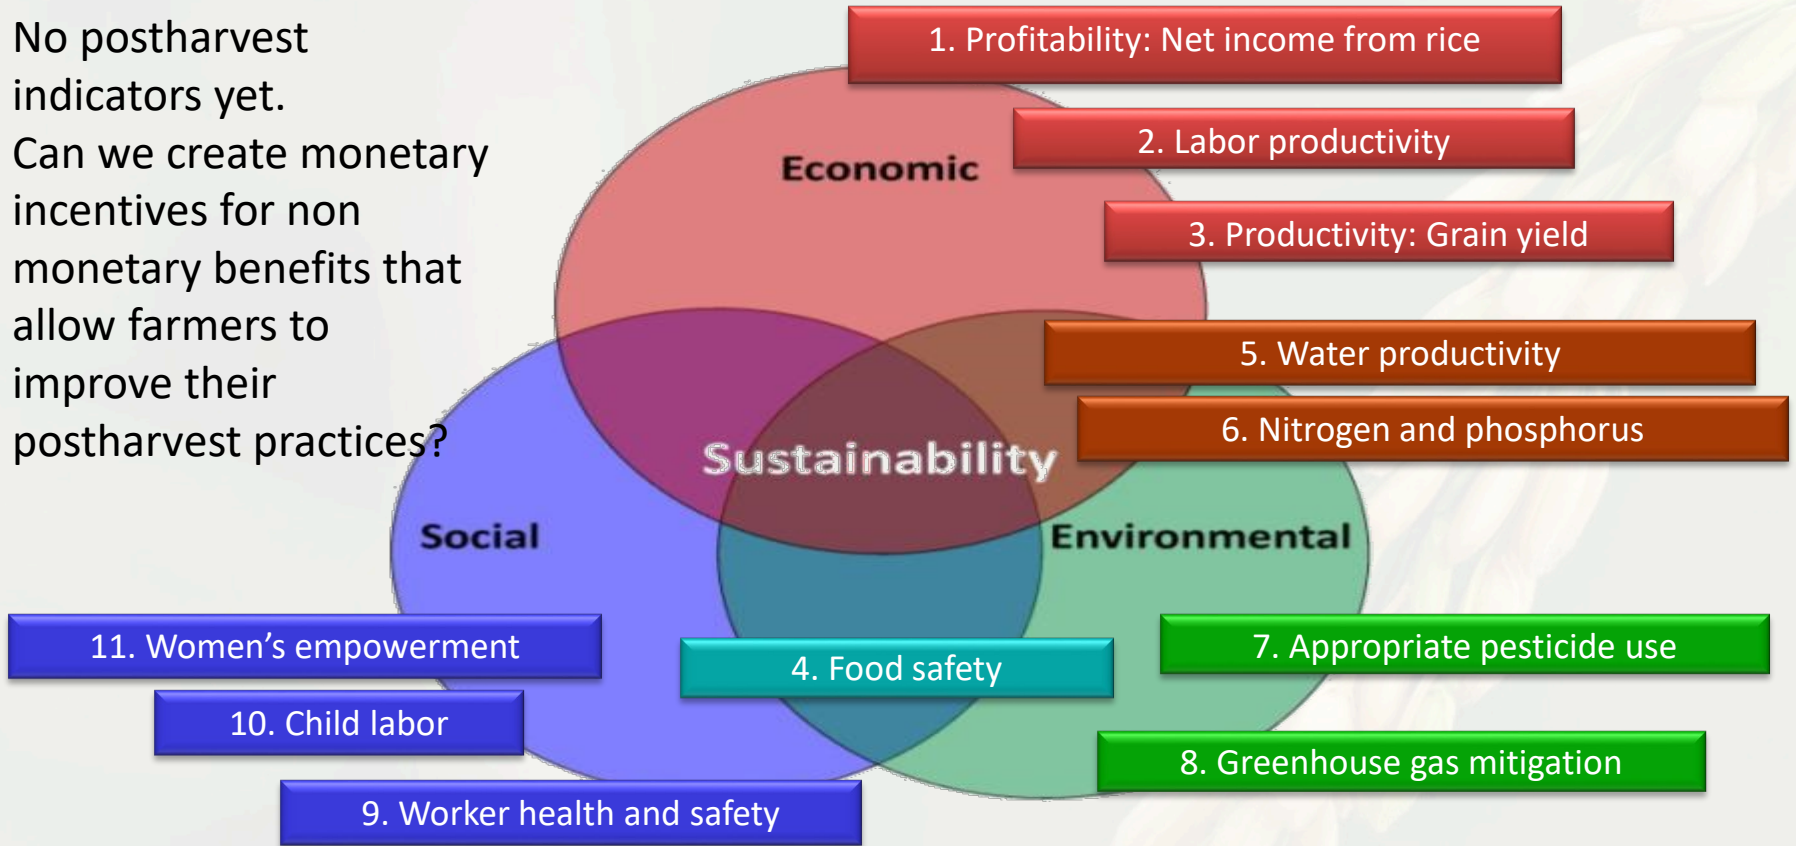 No postharvest
indicators yet.
Can we create monetary
incentives for non
monetary benefits that
allow farmers to
improve their
postharvest practices?
1. Profitability: Net income from rice
2. Labor productivity
Economic
3. Productivity: Grain yield
5. Water productivity
6. Nitrogen and phosphorus
Sustainability
Social
Environmental
11. Women’s empowerment
4. Food safety
7. Appropriate pesticide use
10. Child labor
8. Greenhouse gas mitigation
9. Worker health and safety